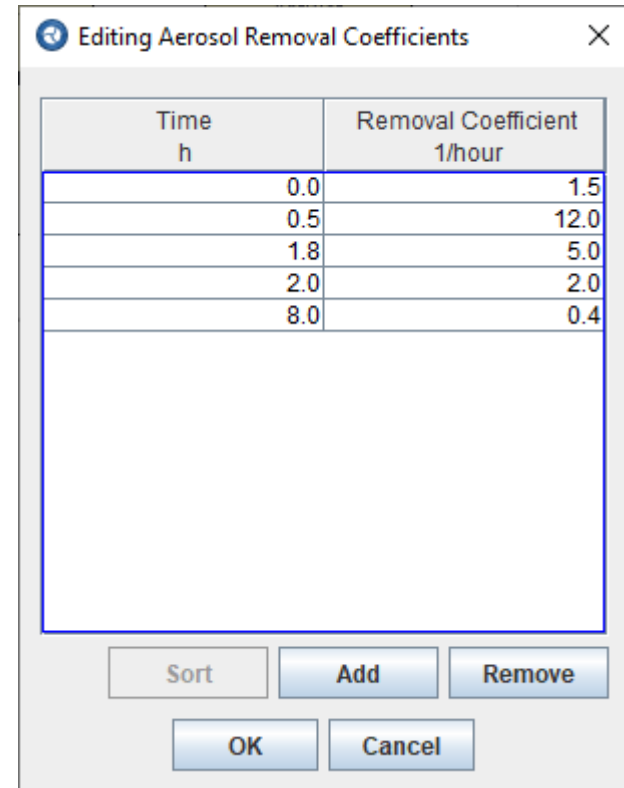 Editing Aerosol Removal Coefficients
Time Removal Coefficient
h 1/hour
0.0 1.5
0.5 12.0
1.8 5.0
2.0 2.0
8.0 0.4
Sort Add Remove
OK Cancel